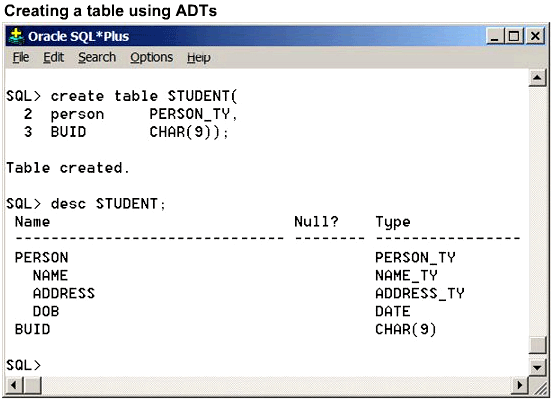 Creating a table using ADTs
Oracle SQL*Plus
File Edit Search Options Help
SQL> create table STUDENT(
2 person PERSON_TY,
3 BUID CHAR(9));
Table created.
SQL> desc STUDENT;
Name Null? Type
------------------------------- -------- ----------------
PERSON PERSON_TY
NAME NAME_TY
ADDRESS ADDRESS_TY
DOB DATE
BUID CHAR(9)
SQL>